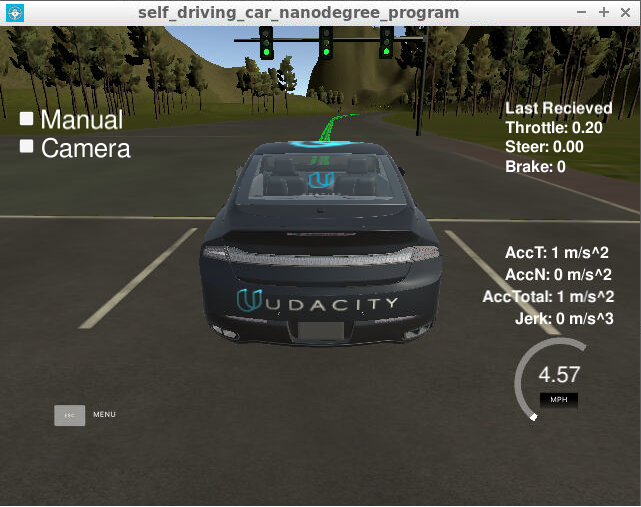 self_driving_car_nanodegree_program
Manual
Camera
Last Recieved
Throttle: 0.20
Steer: 0.00
Brake: 0
AccT: 1 m/s^2
AccN: 0 m/s^2
AccTotal: 1 m/s^2
Jerk: 0 m/s^3
UDACITY
4.57
MPH
ESC
MENU